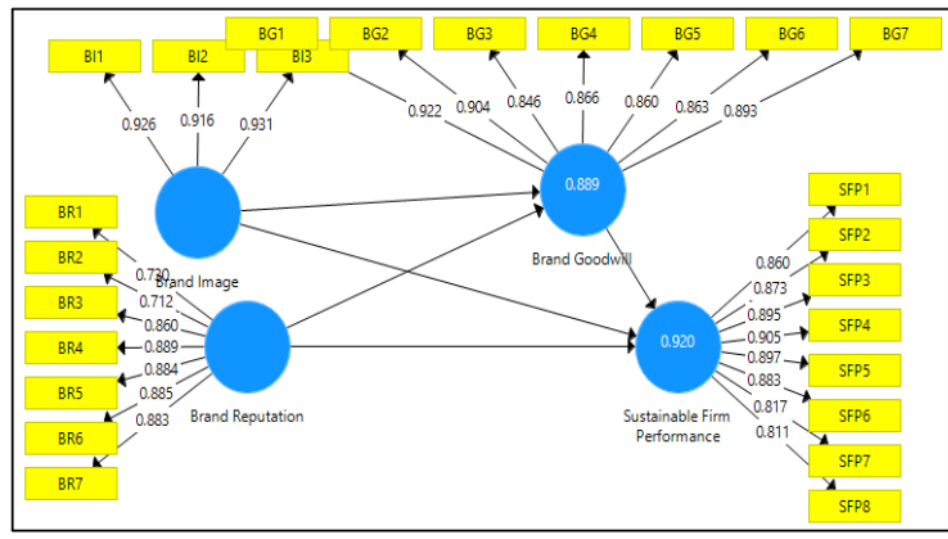 BG1
BG2
BG3
BG4
BG5
BG6
BG7
BI1
BI2
BI3
0.926
0.916
0.931
0.922
0.904
0.846
0.866
0.860
0.863
0.893
0.889
Brand Goodwill
Brand Image
BR1
BR2
BR3
BR4
BR5
BR6
BR7
0.730
0.712
0.860
0.889
0.884
0.885
0.883
Brand Reputation
0.920
Sustainable Firm
Performance
0.860
0.873
0.895
0.905
0.897
0.883
0.817
0.811
SFP1
SFP2
SFP3
SFP4
SFP5
SFP6
SFP7
SFP8